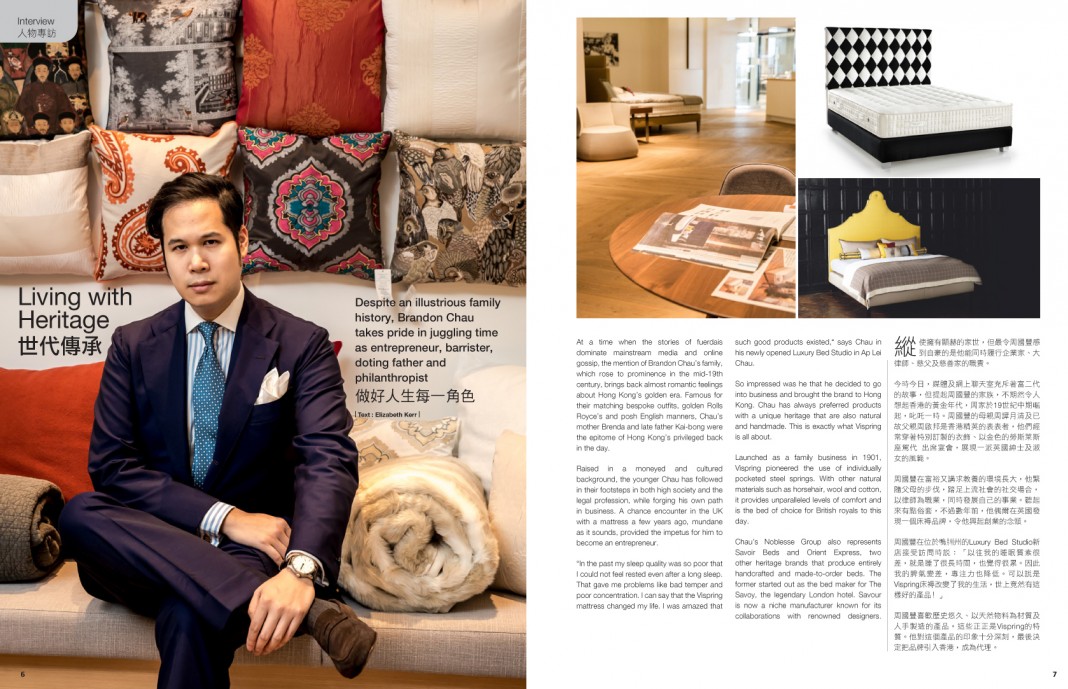 Interview
人物專訪
Living with
Heritage
世代傳承
Despite an illustrious family
history, Brandon Chau
takes pride in juggling time
as entrepreneur, barrister,
doting father and
philanthropist
做好人生每一角色
| Text : Elizabeth Kerr |
6
At a time when the stories of fuerdais
dominate mainstream media and online
gossip, the mention of Brandon Chau's family,
which rose to prominence in the mid-19th
century, brings back almost romantic feelings
about Hong Kong's golden era. Famous for
their matching bespoke outfits, golden Rolls
Royce's and posh English manners, Chau's
mother Brenda and late father Kai-bong were
the epitome of Hong Kong's privileged back
in the day.
Raised in a moneyed and cultured
background, the younger Chau has followed
in their footsteps in both high society and the
legal profession, while forging his own path
in business. A chance encounter in the UK
with a mattress a few years ago, mundane
as it sounds, provided the impetus for him to
become an entrepreneur.
"In the past my sleep quality was so poor that
I could not feel rested even after a long sleep.
That gave me problems like bad temper and
poor concentration. I can say that the Vispring
mattress changed my life. I was amazed that
such good products existed," says Chau in
his newly opened Luxury Bed Studio in Ap Lei
Chau.
So impressed was he that he decided to go
into business and brought the brand to Hong
Kong. Chau has always preferred products
with a unique heritage that are also natural
and handmade. This is exactly what Vispring
is all about.
Launched as a family business in 1901,
Vispring pioneered the use of individually
pocketed steel springs. With other natural
materials such as horsehair, wool and cotton,
it provides unparalleled levels of comfort and
is the bed of choice for British royals to this
day.
Chau's Noblesse Group also represents
Savoir Beds and Orient Express, two
other heritage brands that produce entirely
handcrafted and made-to-order beds. The
former started out as the bed maker for The
Savoy, the legendary London hotel. Savour
is now a niche manufacturer known for its
collaborations with renowned designers.
縱使擁有顯赫的家世，但最令周國豐感
到自豪的是他能同時履行企業家、大
律師、慈父及慈善家的職責。
今時今日，媒體及網上聊天室充斥著富二代
的故事，但提起周國豐的家族，不期然令人
想起香港的黃金年代，周家於19世紀中期崛
起，叱吒一時。周國豐的母親周譚月清及已
故父親周啟邦是香港精英的表表者，他們經
常穿著特別訂製的衣飾、以金色的勞斯萊斯
座駕代 出席宴會，展現一派英國紳士及淑
女的風範。
周國豐在富裕又講求教養的環境長大，他緊
隨父母的步伐，踏足上流社會的社交場合，
以律師為職業，同時發展自己的事業。聽起
來有點俗套，不過數年前，他偶爾在英國發
現一個床褥品牌，令他興起創業的念頭。
周國豐在位於鴨脷州的Luxury Bed Studio新
店接受訪問時說：「以往我的睡眠質素很
差，就是睡了很長時間，也覺得很累。因此
我的脾氣變差，專注力也降低。可以說是
Vispring床褥改變了我的生活，世上竟然有這
樣好的產品！」
周國豐喜歡歷史悠久、以天然物料為材質及
人手製造的產品，這些正正是Vispring的特
質。他對這個產品的印象十分深刻，最後決
定把品牌引入香港，成為代理。
7